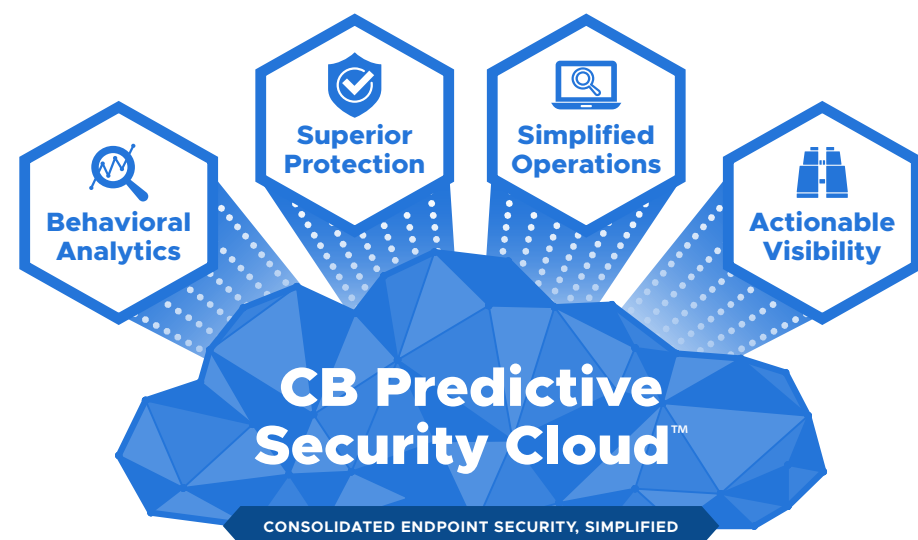 Behavioral
Analytics
Superior
Protection
Simplified
Operations
Actionable
Visibility
CB Predictive
Security Cloud™
CONSOLIDATED ENDPOINT SECURITY, SIMPLIFIED